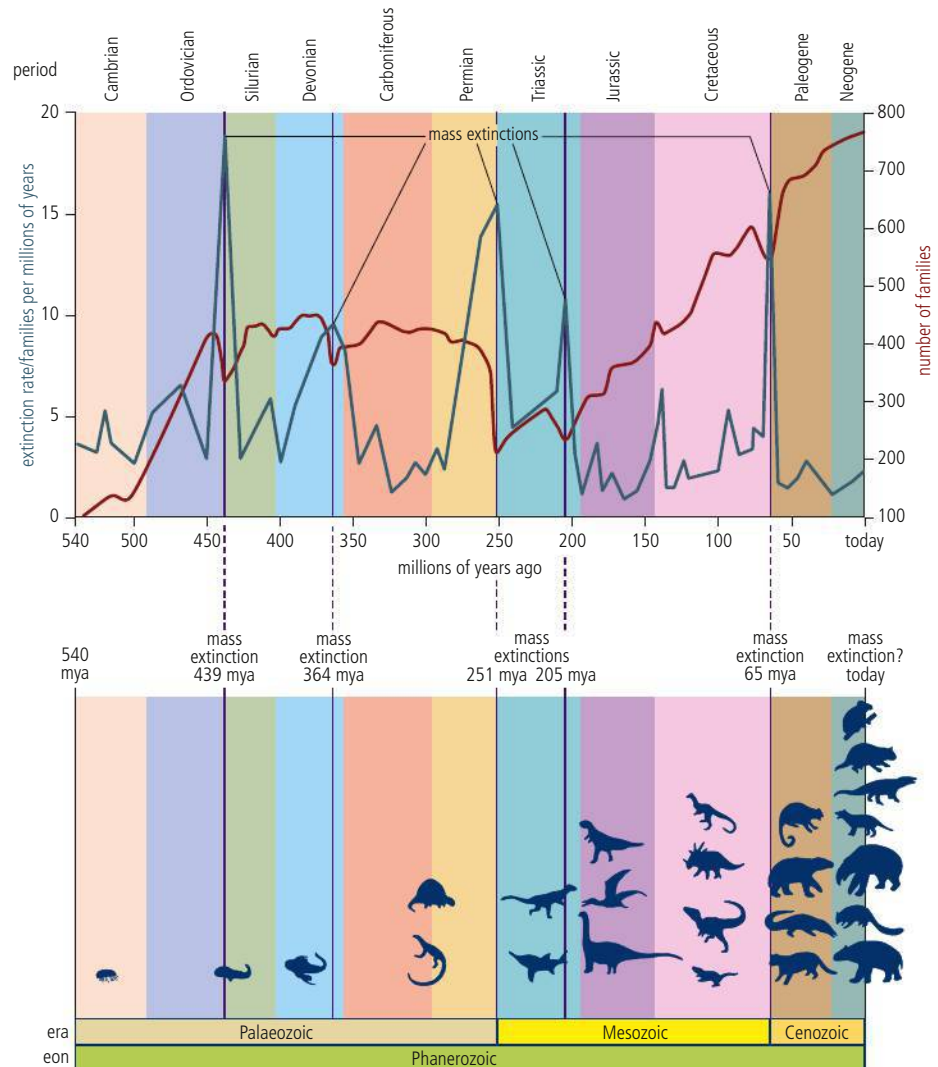 period
Cambrian
Ordovician
Silurian
Devonian
Carboniferous
Permian
Triassic
Jurassic
Cretaceous
Paleogene
Neogene
20
15
10
5
0
extinction rate/families per millions of years
mass extinctions
800
700
600
500
400
300
200
100
number of families
540 500 450 400 350 300 250 200 150 100 50 today
millions of years ago
540
mya
mass
extinction
439 mya
mass
extinction
364 mya
mass
extinctions
251 mya 205 mya
mass
extinction
65 mya
mass
extinction?
today
era Palaeozoic Mesozoic Cenozoic
eon Phanerozoic